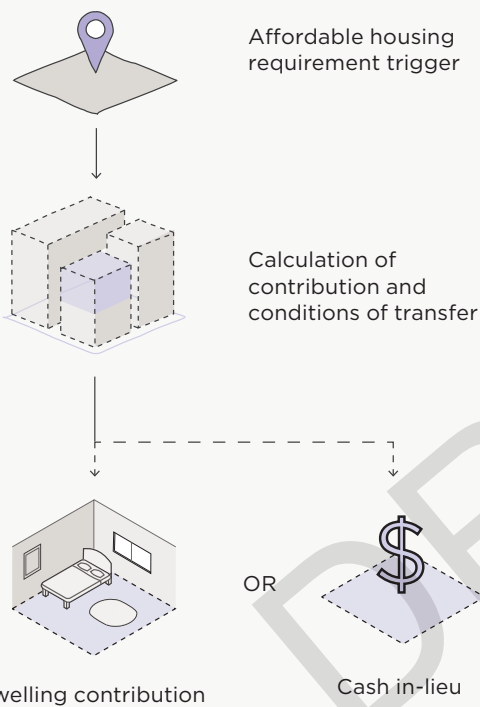 Affordable housing
requirement trigger
Calculation of
contribution and
conditions of transfer
$
OR
welling contribution
Cash in-lieu